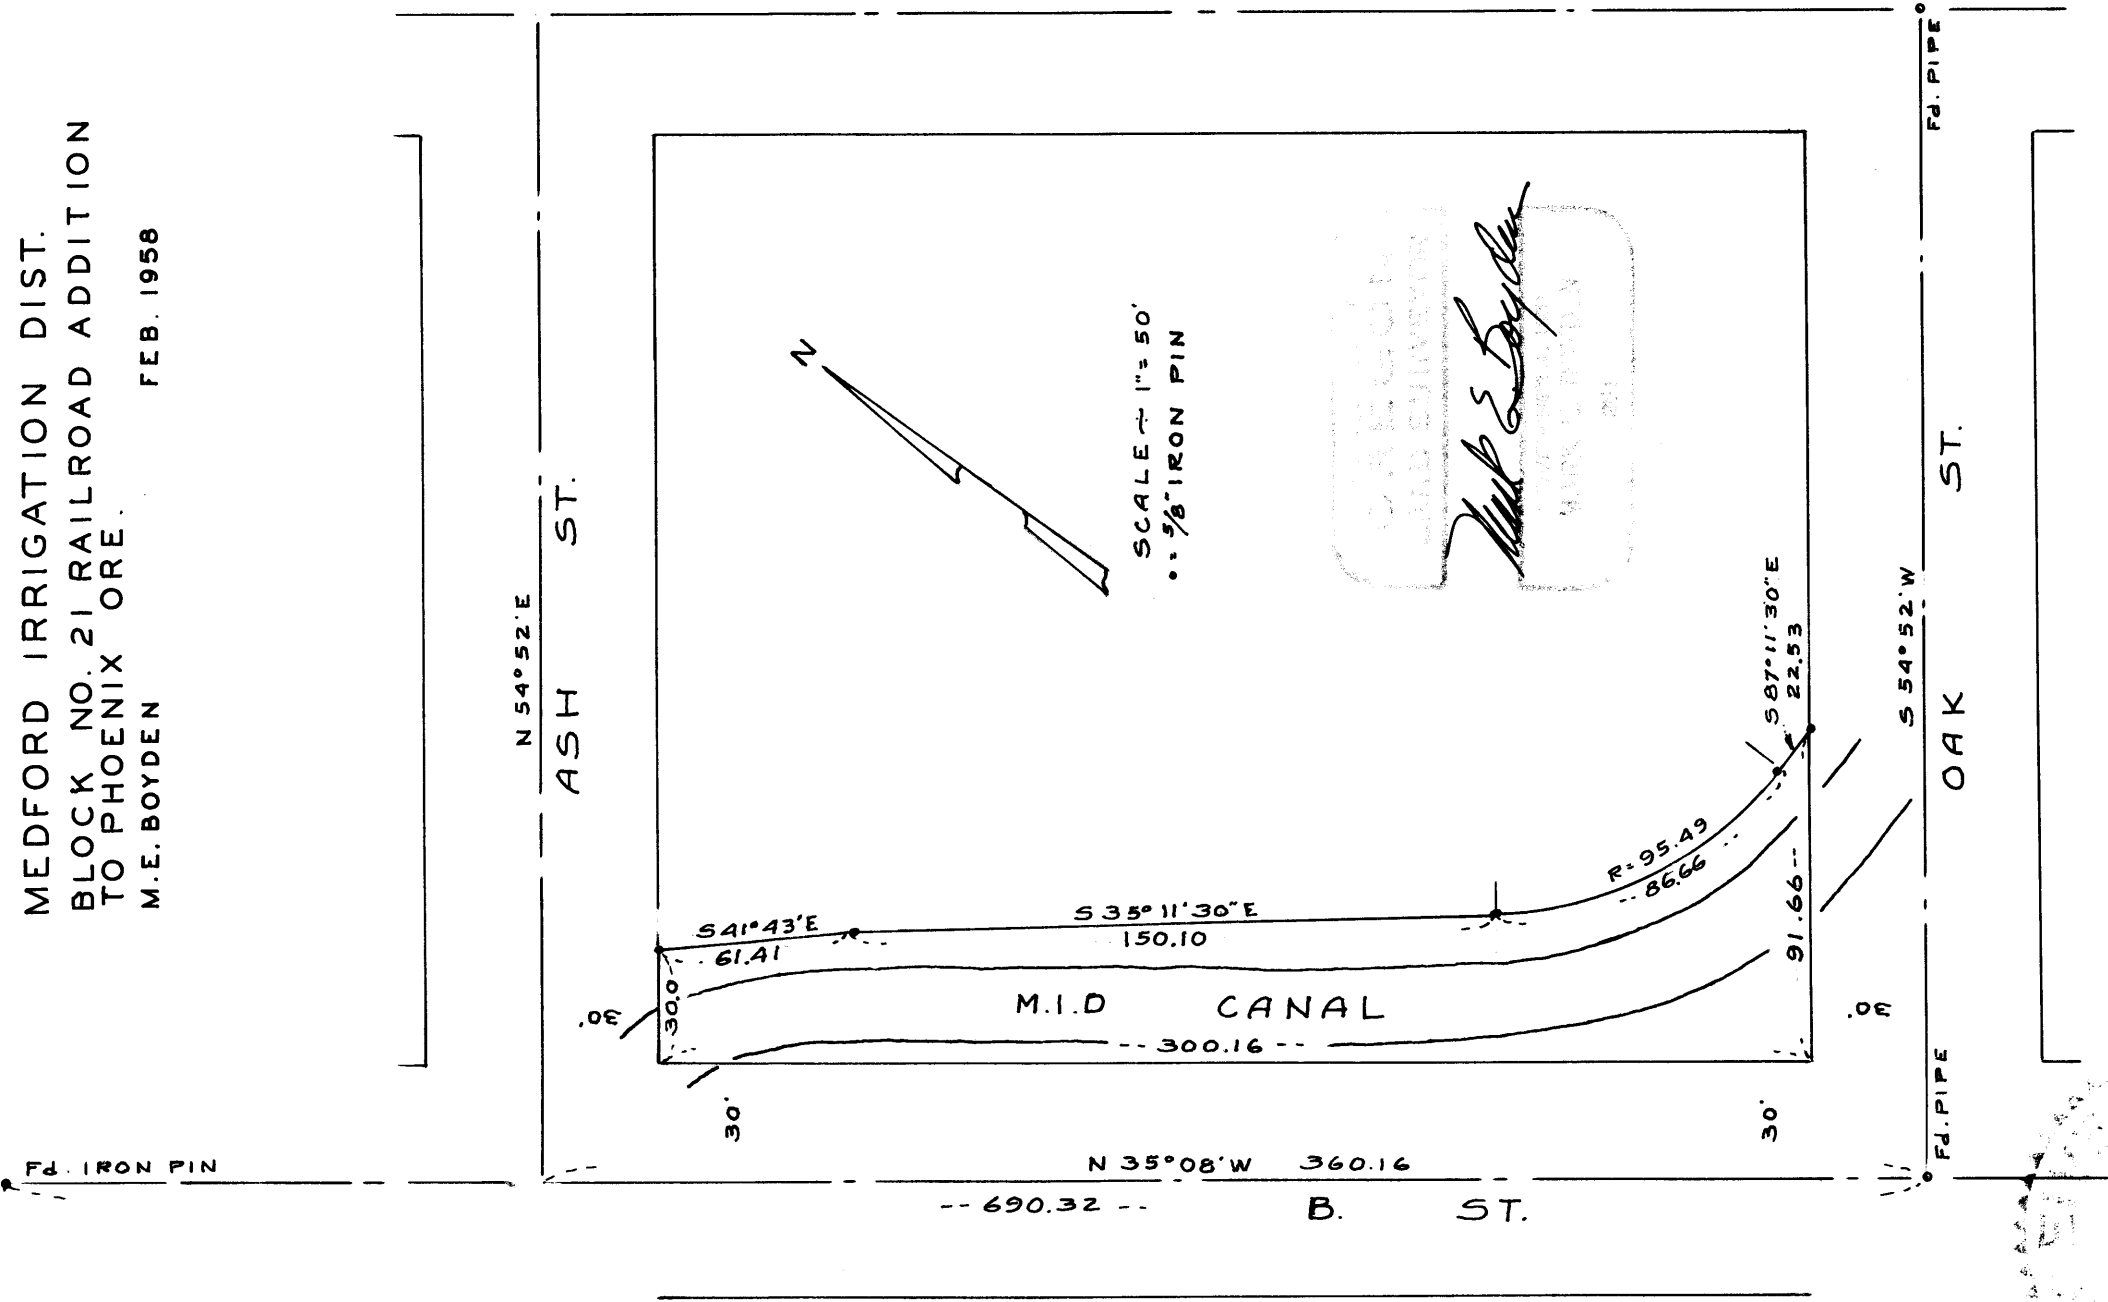 MEDFORD IRRIGATION DIST.
BLOCK NO. 21 RAILROAD ADDITION
TO PHOENIX ORE.
M.E. BOYDEN FEB. 1958
Fd. PIPE
N
SCALE ~ 1" = 50'
• = 5/8" IRON PIN
N 54° 52' E
ASH ST.
S 54° 52' W
OAK ST.
S 87° 11' 30" E
22.53
R = 95.49
-- 86.66 --
S 41° 43' E
61.41
S 35° 11' 30" E
150.10
30.0
91.66 --
M.I.D CANAL
-- 300.16 --
30'
30'
30'
30'
Fd. PIPE
Fd. IRON PIN
N 35° 08' W 360.16
-- 690.32 --
B. ST.